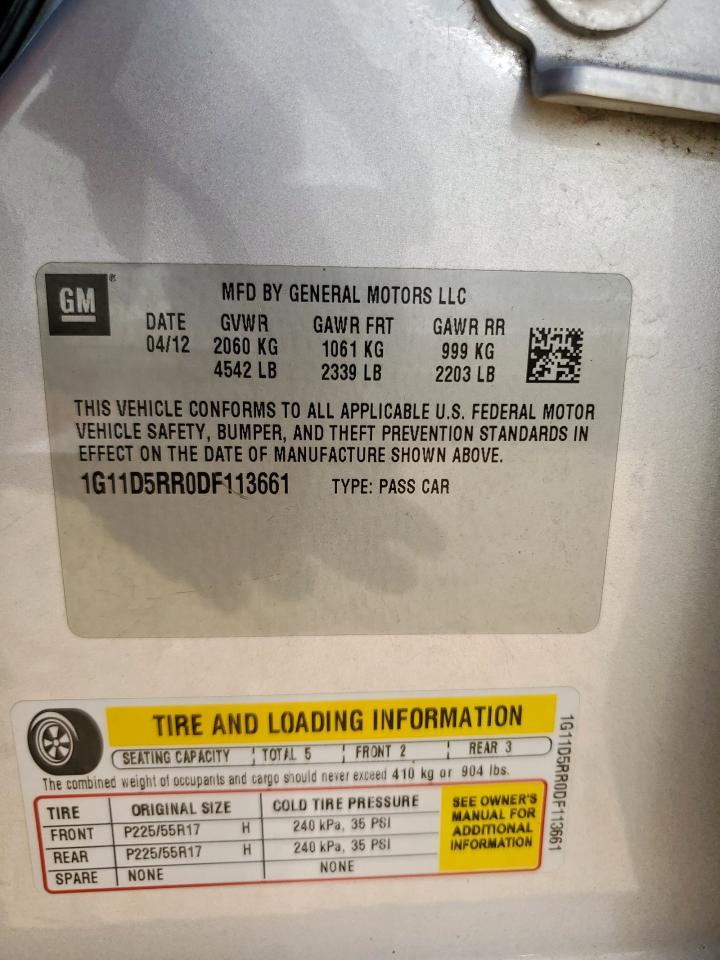 GM ®
MFD BY GENERAL MOTORS LLC
DATE GVWR GAWR FRT GAWR RR
04/12 2060 KG 1061 KG 999 KG
4542 LB 2339 LB 2203 LB
THIS VEHICLE CONFORMS TO ALL APPLICABLE U.S. FEDERAL MOTOR
VEHICLE SAFETY, BUMPER, AND THEFT PREVENTION STANDARDS IN
EFFECT ON THE DATE OF MANUFACTURE SHOWN ABOVE.
1G11D5RR0DF113661 TYPE: PASS CAR
TIRE AND LOADING INFORMATION
SEATING CAPACITY TOTAL 5 FRONT 2 REAR 3
The combined weight of occupants and cargo should never exceed 410 kg or 904 lbs.
TIRE ORIGINAL SIZE COLD TIRE PRESSURE
FRONT P225/55R17 H 240 kPa, 35 PSI
REAR P225/55R17 H 240 kPa, 35 PSI
SPARE NONE NONE
SEE OWNER'S
MANUAL FOR
ADDITIONAL
INFORMATION
1G11D5RR0DF113661